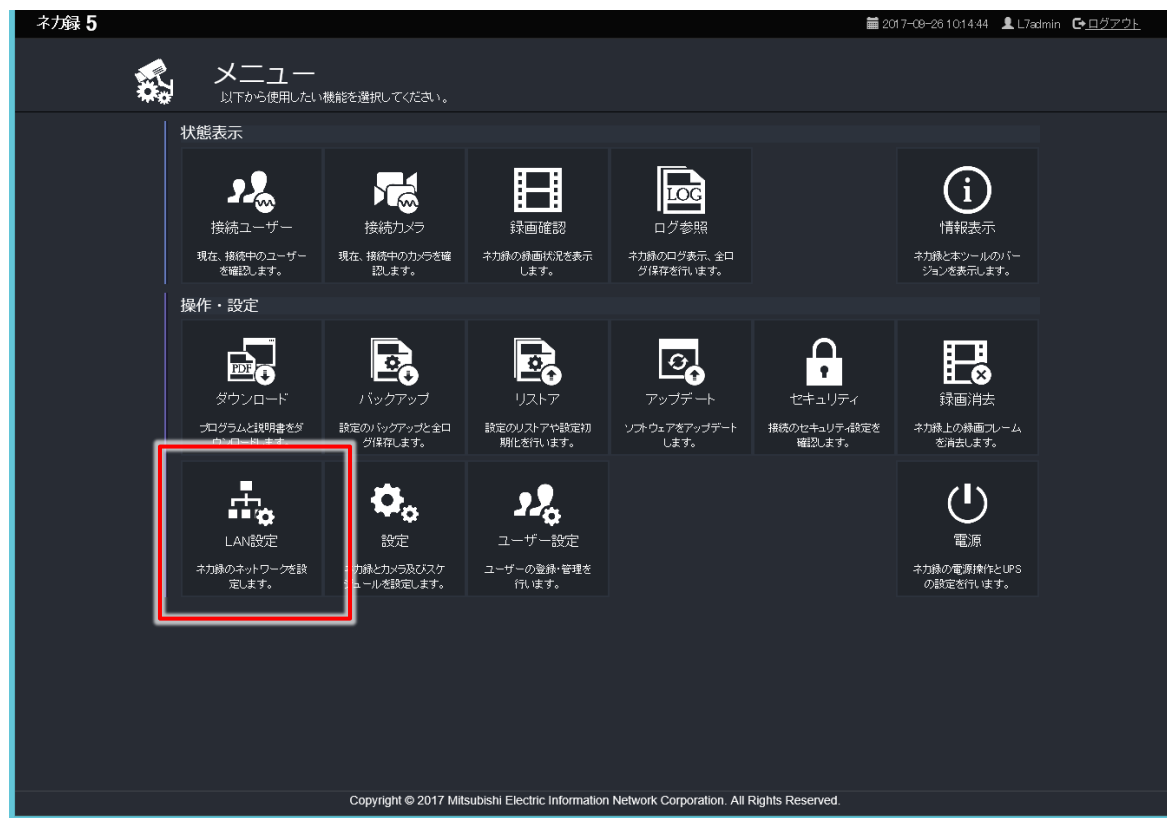 ネカ録 5
2017-09-26 10:14:44 L7admin ログアウト
メニュー
以下から使用したい機能を選択してください。
状態表示
LOG
i
接続ユーザー 接続カメラ 録画確認 ログ参照 情報表示
現在、接続中のユーザー 現在、接続中のカメラを確 ネカ録の録画状況を表示 ネカ録のログ表示、全ロ ネカ録と本ツールのバー
を確認します。 認します。 します。 グ保存を行います。 ジョンを表示します。
操作・設定
PDF
ダウンロード バックアップ リストア アップデート セキュリティ 録画消去
プログラムと説明書をダ 設定のバックアップと全ロ 設定のリストアや設定初 ソフトウェアをアップデート 接続のセキュリティ設定を ネカ録上の録画フレーム
ウンロードします。 グ保存します。 期化を行います。 します。 確認します。 を消去します。
LAN設定 設定 ユーザー設定 電源
ネカ録のネットワークを設 ネカ録とカメラ及びスケ ユーザーの登録・管理を ネカ録の電源操作とUPS
定します。 ジュールを設定します。 行います。 の設定を行います。
Copyright © 2017 Mitsubishi Electric Information Network Corporation. All Rights Reserved.